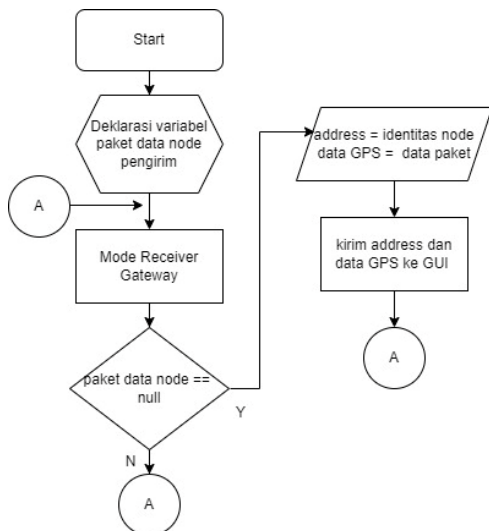 Start
Deklarasi variabel
paket data node
pengirim
A
Mode Receiver
Gateway
paket data node ==
null
Y
N
A
address = identitas node
data GPS = data paket
kirim address dan
data GPS ke GUI
A